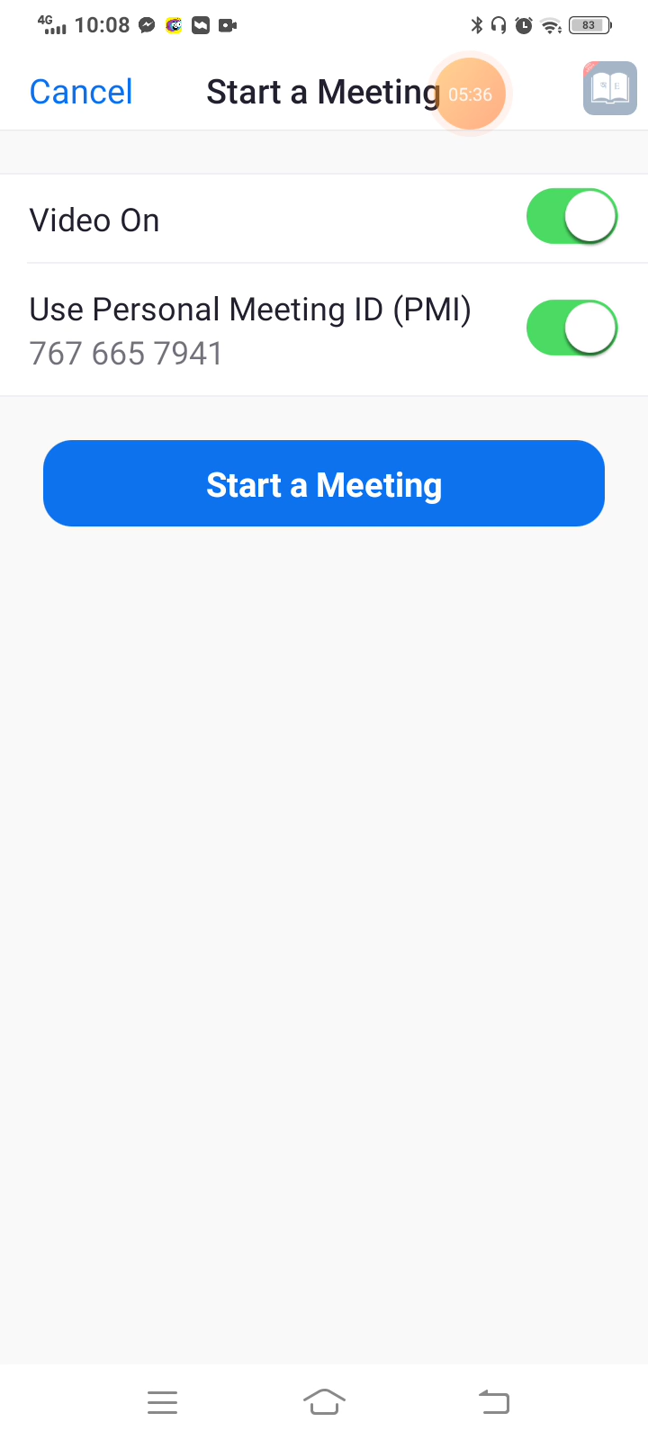 4G 10:08 83
Cancel Start a Meeting 05:36
Video On
Use Personal Meeting ID (PMI)
767 665 7941
Start a Meeting